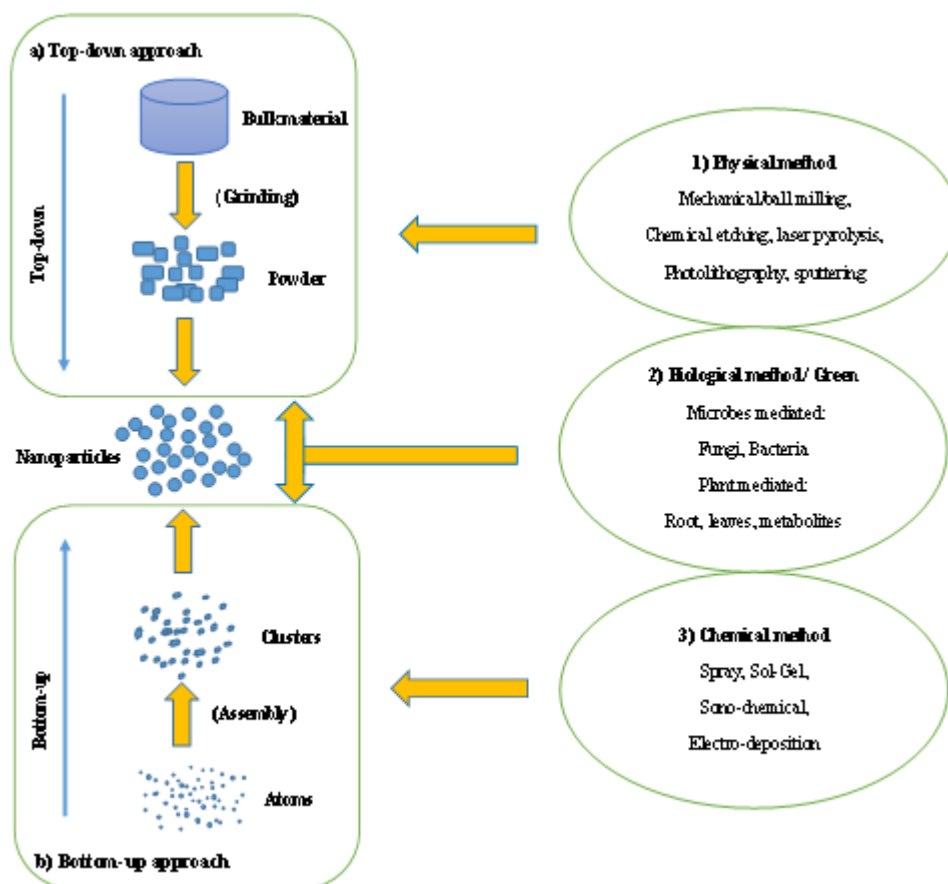 a) Top-down approach
Bulkmaterial
(Grinding)
Powder
Top-down
Nanoparticles
Bottom-up
Clusters
(Assembly)
Atoms
b) Bottom-up approach
1) Physical method
Mechanical/ball milling,
Chemical etching, laser pyrolysis,
Photolithography, sputtering
2) Biological method/ Green
Microbes mediated:
Fungi, Bacteria
Plant mediated:
Root, leaves, metabolites
3) Chemical method
Spray, Sol-Gel,
Sono-chemical,
Electro-deposition